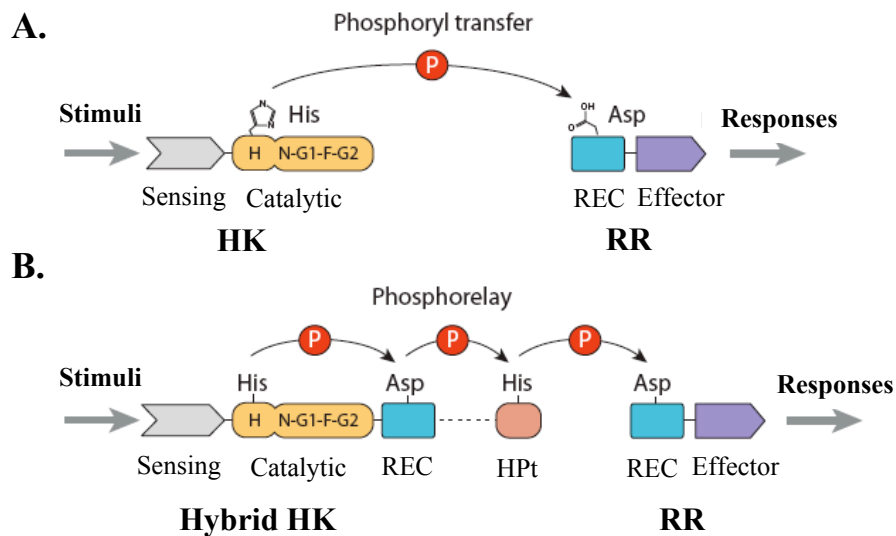 A.
Phosphoryl transfer
P
Stimuli
His
OH
O
Asp
Responses
N
N
H
N-G1-F-G2
Sensing
Catalytic
REC
Effector
HK
RR
B.
Phosphorelay
P
P
P
Stimuli
His
Asp
His
Asp
Responses
H
N-G1-F-G2
Sensing
Catalytic
REC
HPt
REC
Effector
Hybrid HK
RR